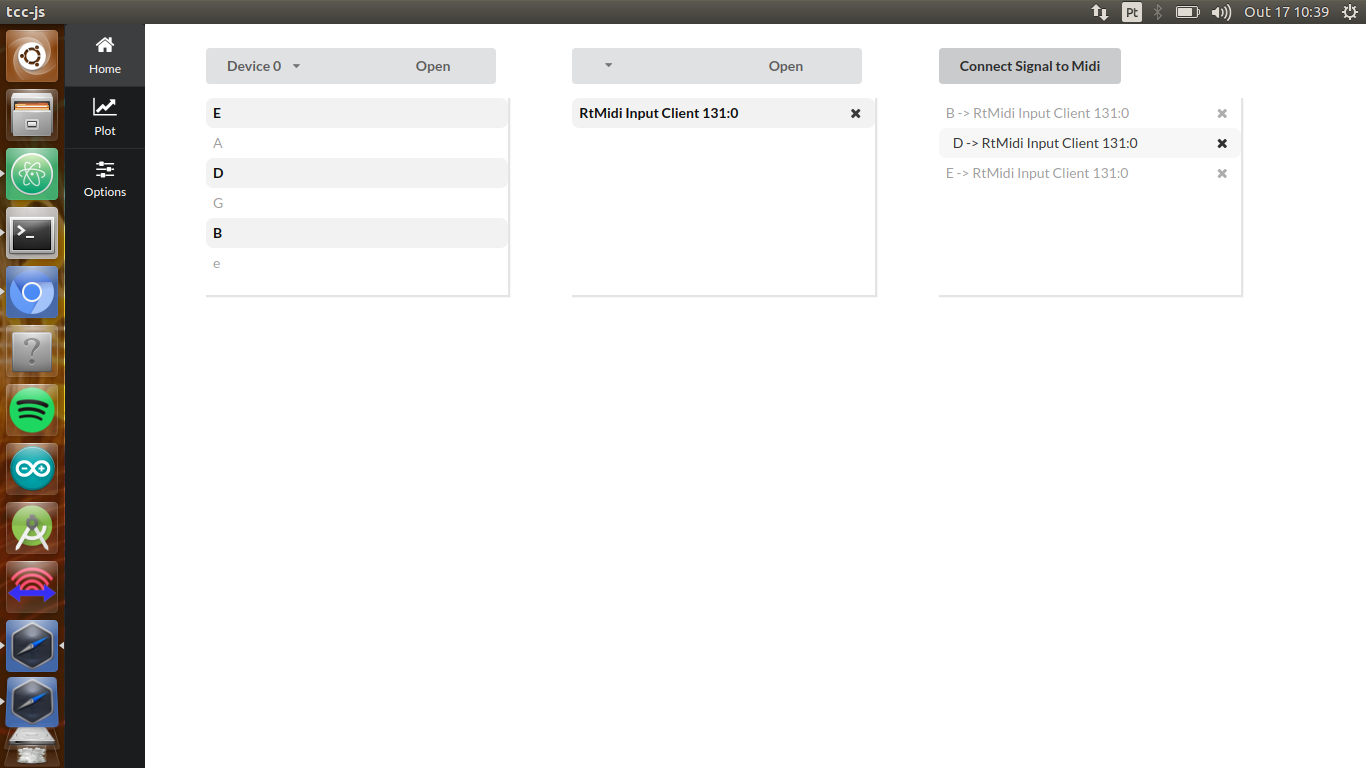 tcc-js
Pt
Out 17 10:39
Home
Plot
Options
Device 0
Open
E
A
D
G
B
e
Open
RtMidi Input Client 131:0
Connect Signal to Midi
B -> RtMidi Input Client 131:0
D -> RtMidi Input Client 131:0
E -> RtMidi Input Client 131:0